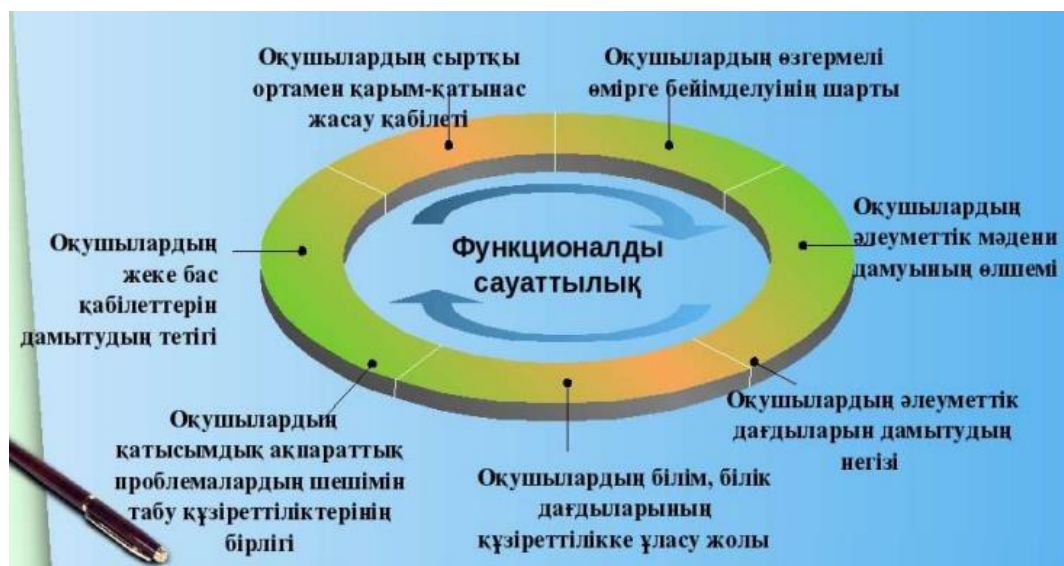 Оқушылардың сыртқы
ортамен қарым-қатынас
жасау қабілеті
Оқушылардың өзгермелі
өмірге бейімделуінің шарты
Оқушылардың
әлеуметтік мәдени
дамуының өлшемі
Функционалды
сауаттылық
Оқушылардың
жеке бас
қабілеттерін
дамытудың тетігі
Оқушылардың әлеуметтік
дағдыларын дамытудың
негізі
Оқушылардың
қатысымдық ақпараттық
проблемалардың шешімін
табу құзіреттіліктерінің
бірлігі
Оқушылардың білім, білік
дағдыларының
құзіреттілікке ұласу жолы